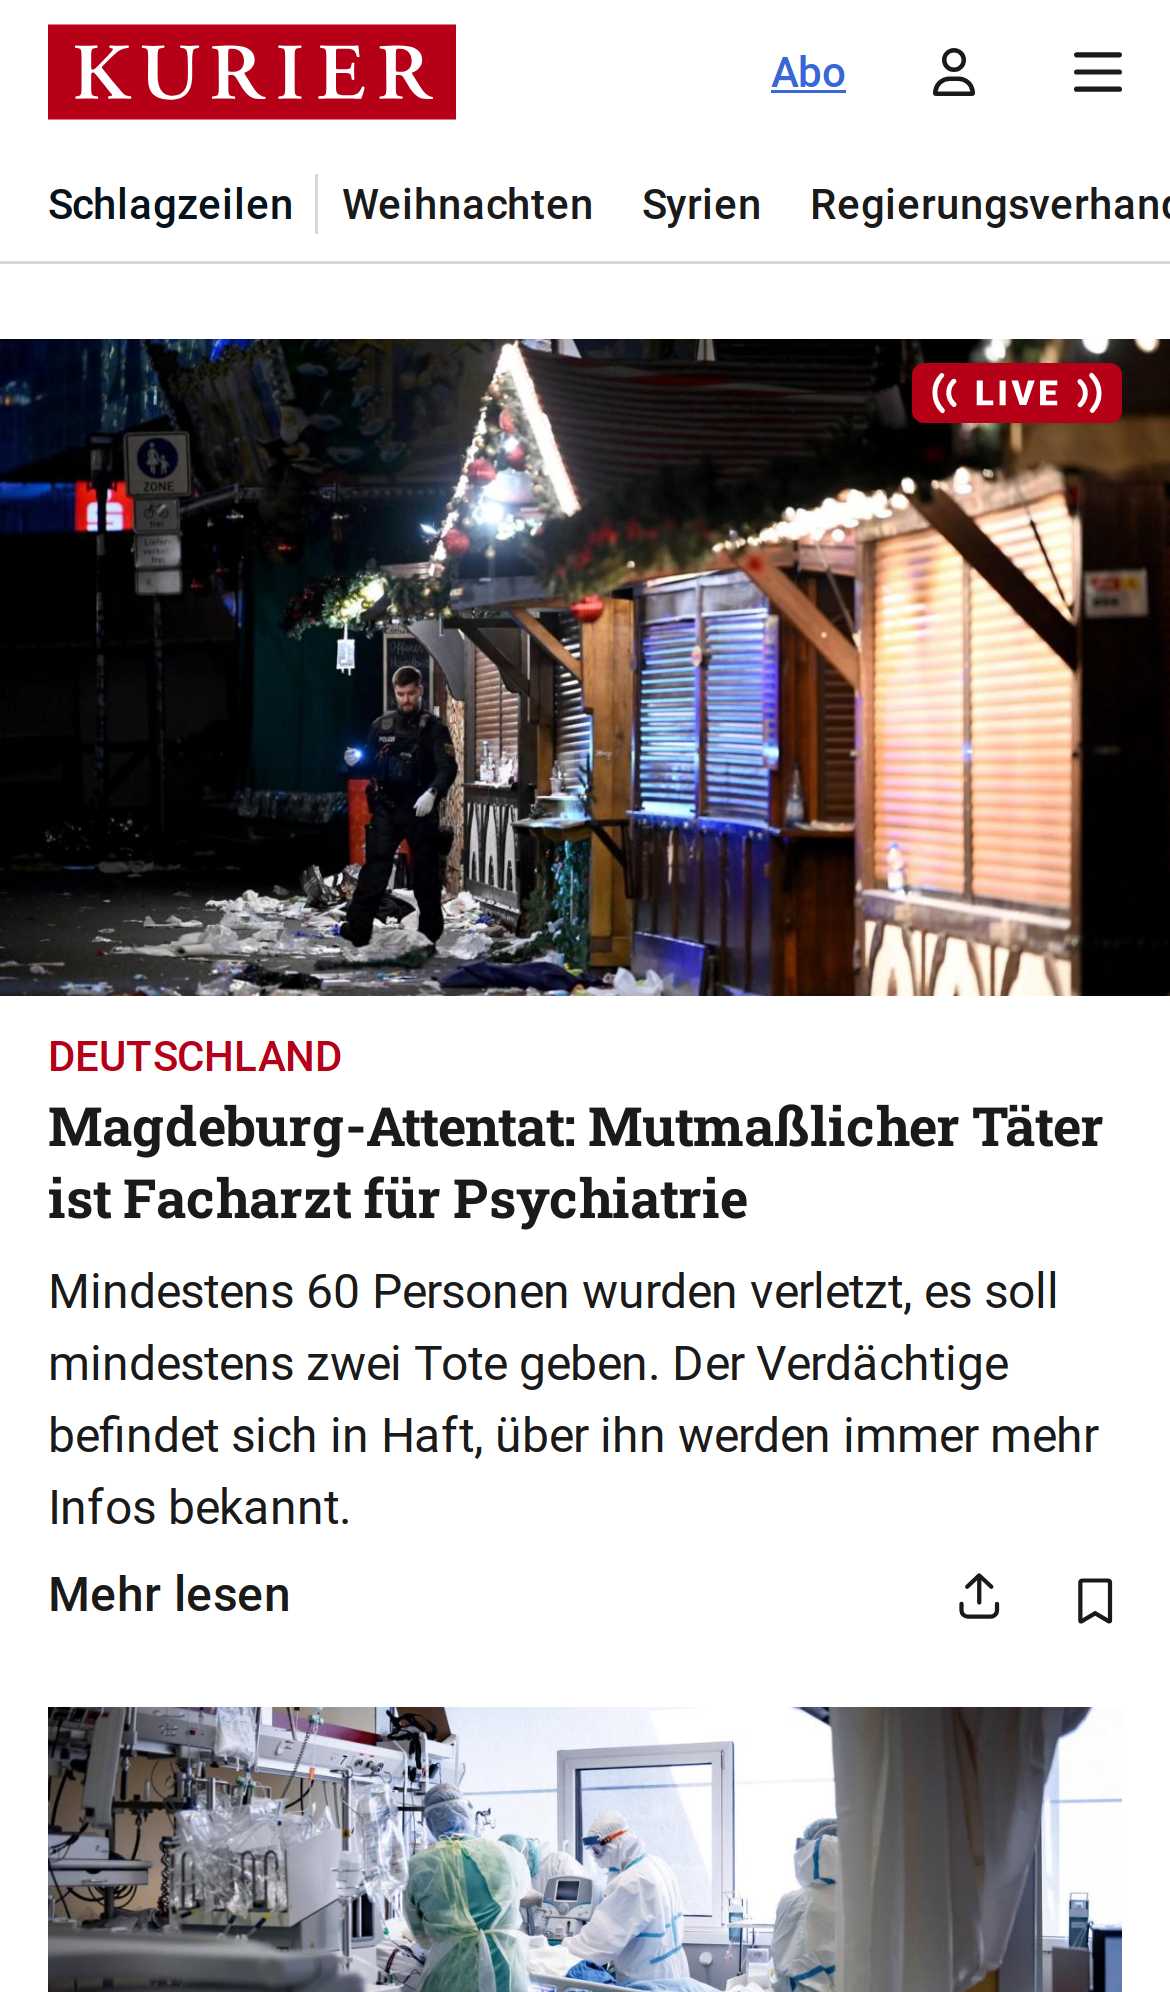 KURIER
Abo
Schlagzeilen
Weihnachten
Syrien
Regierungsverhand
LIVE
ZONE
frei
POLIZEI
DEUTSCHLAND
Magdeburg-Attentat: Mutmaßlicher Täter
ist Facharzt für Psychiatrie
Mindestens 60 Personen wurden verletzt, es soll
mindestens zwei Tote geben. Der Verdächtige
befindet sich in Haft, über ihn werden immer mehr
Infos bekannt.
Mehr lesen